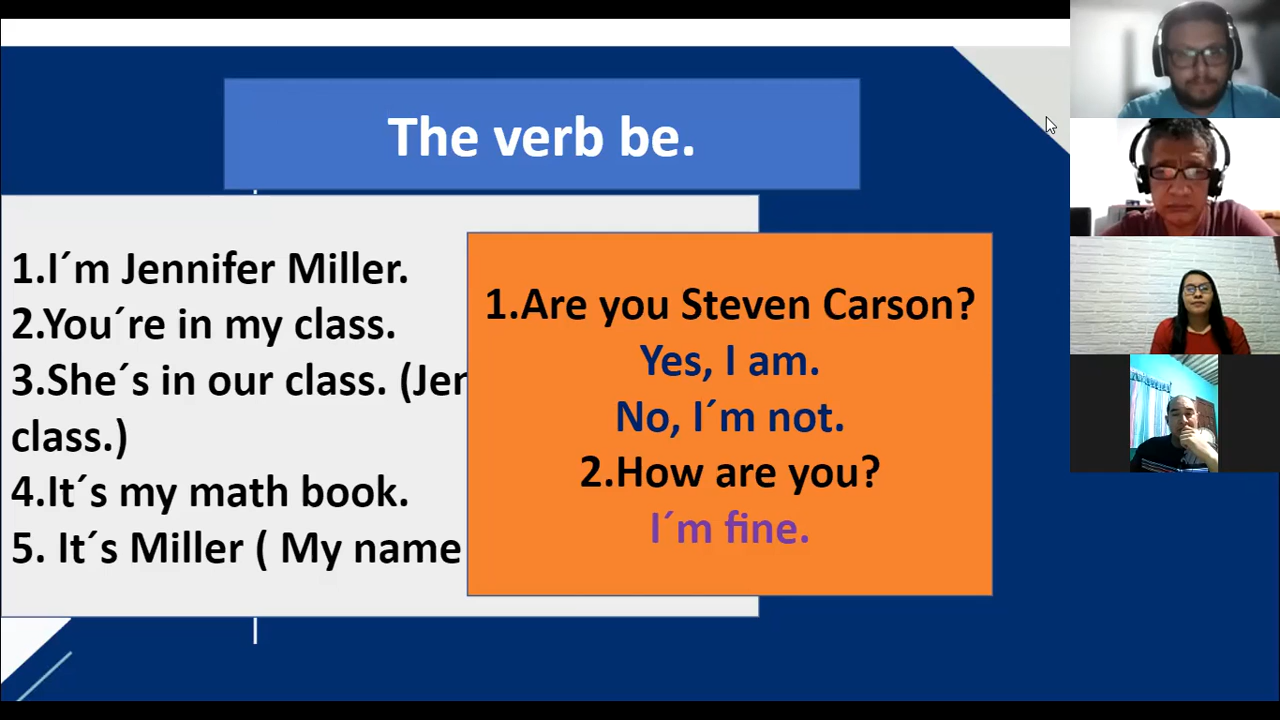 The verb be.
1.I´m Jennifer Miller.
2.You´re in my class.
3.She´s in our class. (Jen
class.)
4.It´s my math book.
5. It´s Miller ( My name
1.Are you Steven Carson?
Yes, I am.
No, I´m not.
2.How are you?
I´m fine.